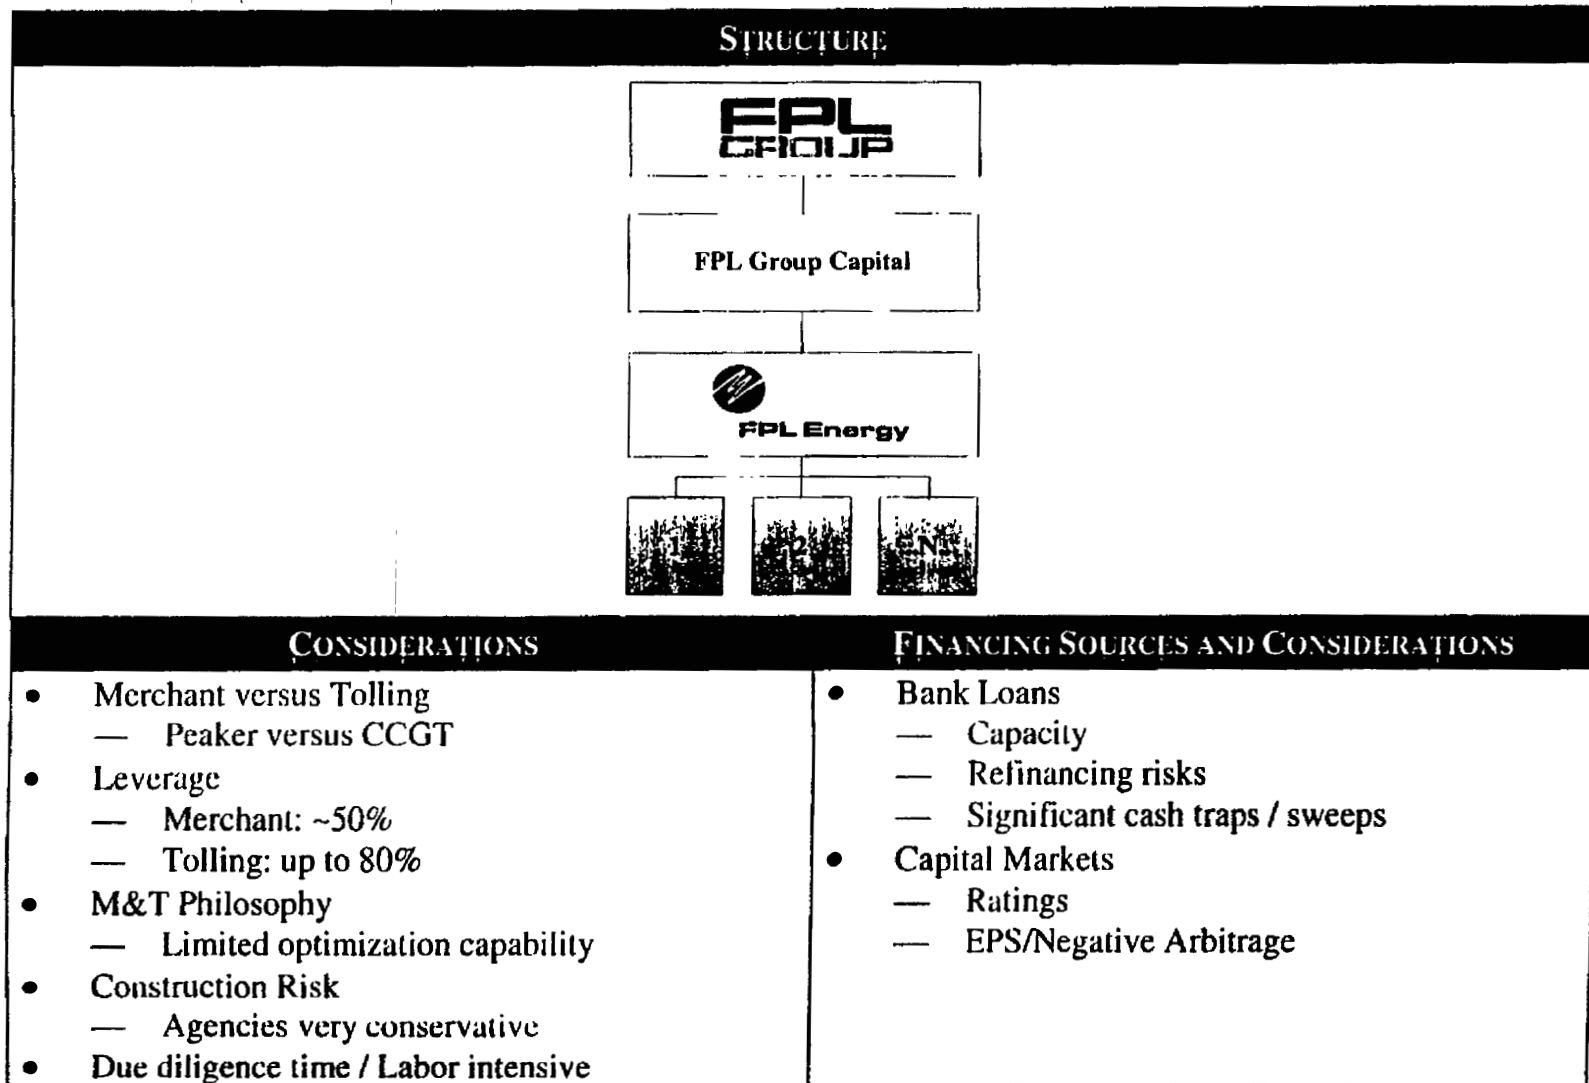 STRUCTURE
FPL
GROUP
FPL Group Capital
FPL Energy
1
2
N
CONSIDERATIONS
• Merchant versus Tolling
— Peaker versus CCGT
• Leverage
— Merchant: ~50%
— Tolling: up to 80%
• M&T Philosophy
— Limited optimization capability
• Construction Risk
— Agencies very conservative
• Due diligence time / Labor intensive
FINANCING SOURCES AND CONSIDERATIONS
• Bank Loans
— Capacity
— Refinancing risks
— Significant cash traps / sweeps
• Capital Markets
— Ratings
— EPS/Negative Arbitrage